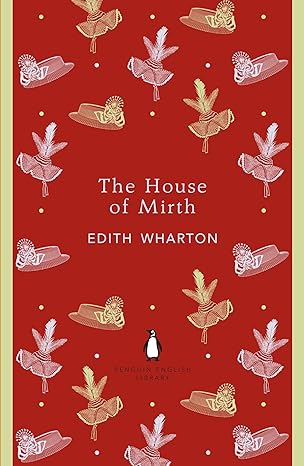 The House
of Mirth
EDITH WHARTON
PENGUIN ENGLISH
LIBRARY